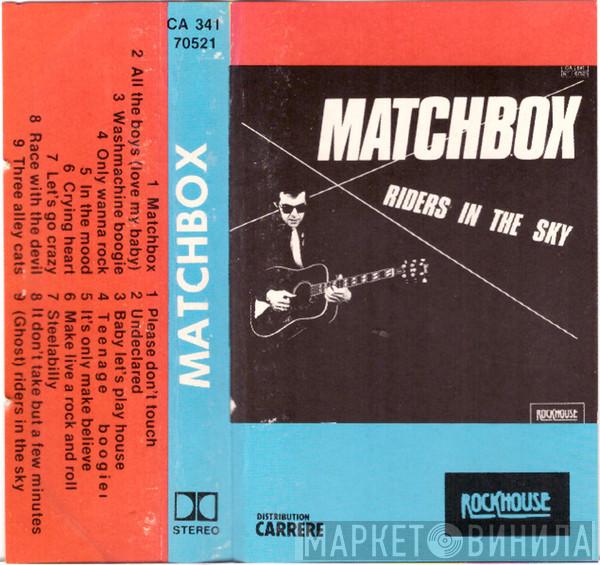 1 Matchbox
2 All the boys (love my baby)
3 Washmachine boogie
4 Only wanna rock
5 In the mood
6 Crying heart
7 Let's go crazy
8 Race with the devil
9 Three alley cats
1 Please don't touch
2 Undeclared
3 Baby let's play house
4 Teenage boogie
5 It's only make believe
6 Make live a rock and roll
7 Steelabilly
8 It don't take but a few minutes
9 (Ghost) riders in the sky
CA 341
70521
MATCHBOX
STEREO
MATCHBOX
RIDERS IN THE SKY
ROCKHOUSE
DISTRIBUTION
CARRERE
ROCKHOUSE
МАРКЕТ ВИНИЛА